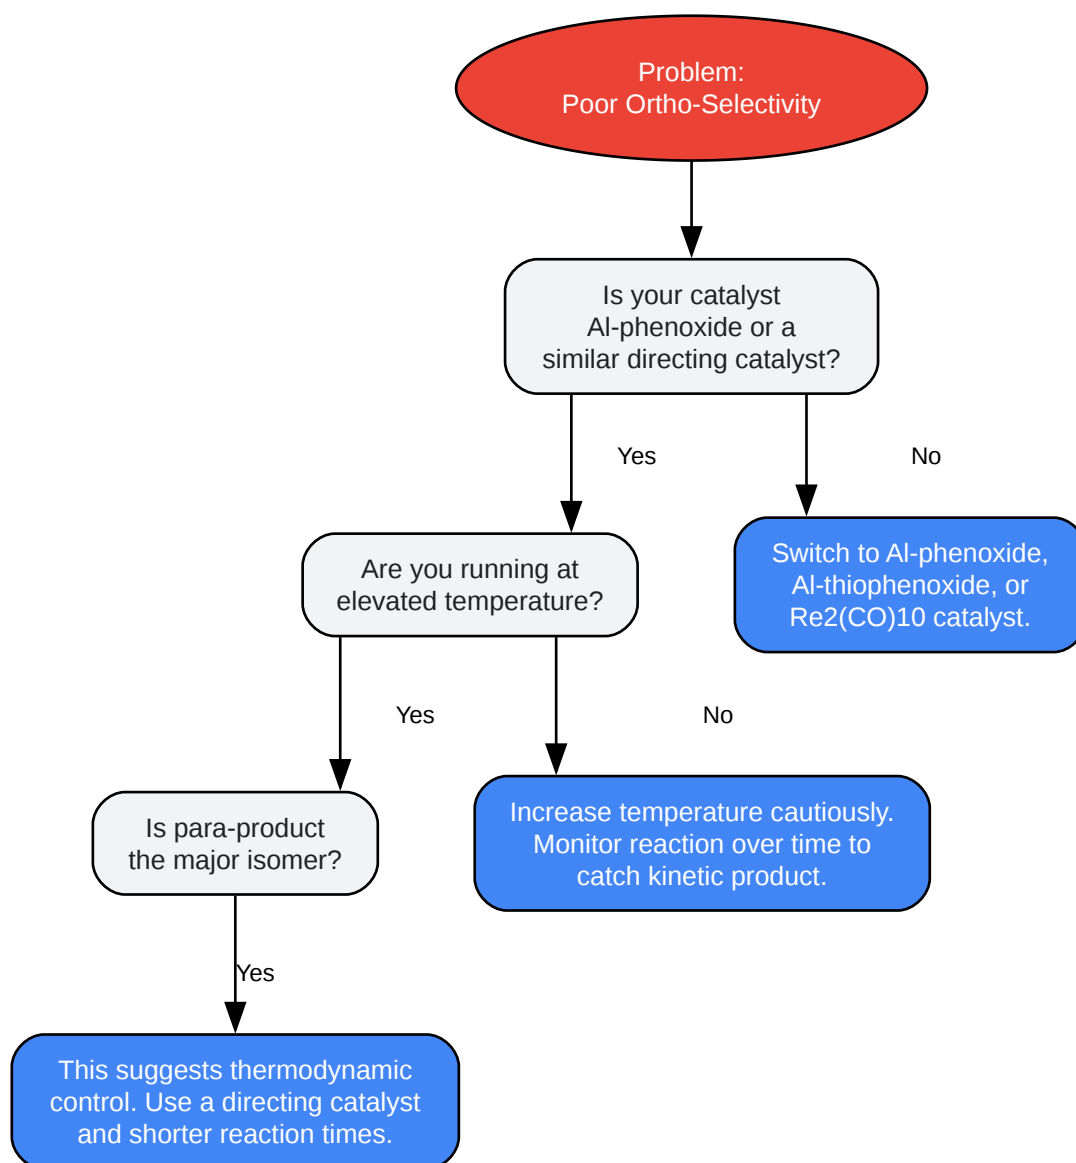 Problem:
Poor Ortho-Selectivity
Is your catalyst
Al-phenoxide or a
similar directing catalyst?
Yes
No
Are you running at
elevated temperature?
Switch to Al-phenoxide,
Al-thiophenoxide, or
Re2(CO)10 catalyst.
Yes
No
Is para-product
the major isomer?
Increase temperature cautiously.
Monitor reaction over time to
catch kinetic product.
Yes
This suggests thermodynamic
control. Use a directing catalyst
and shorter reaction times.